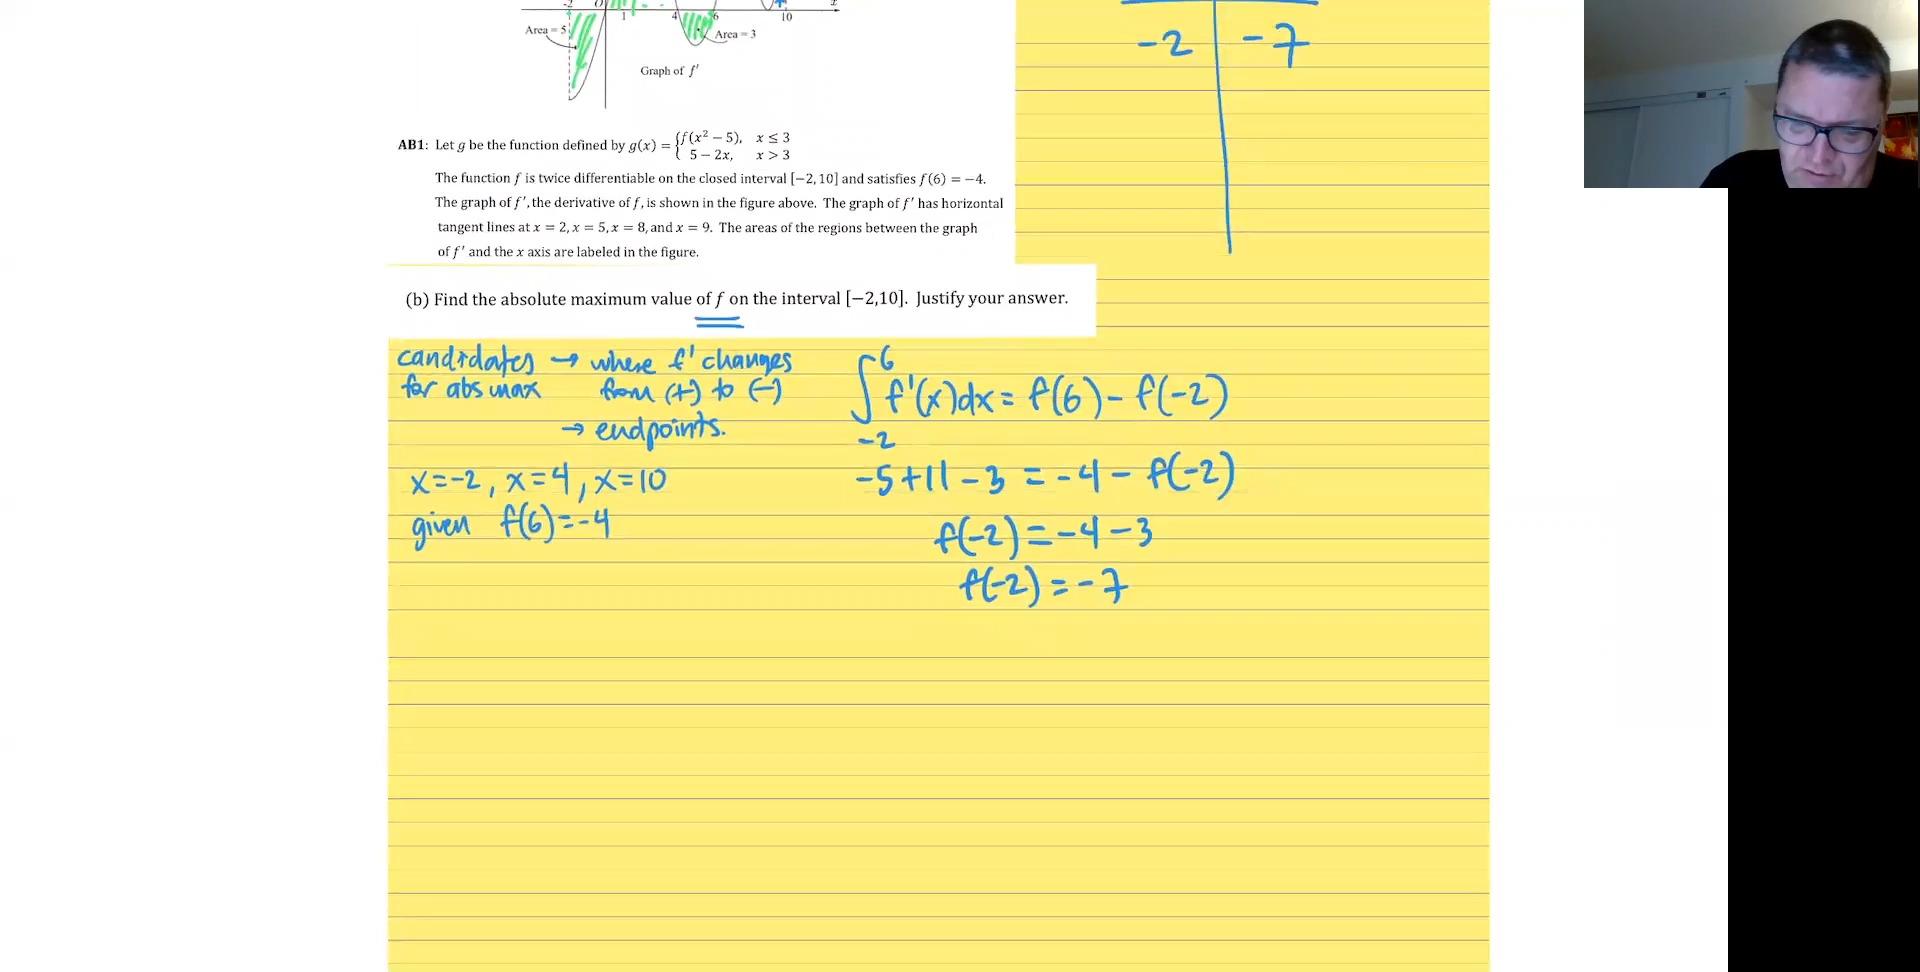 -2 O 1 4 6 10 x
Area = 5
Area = 3
Graph of f'
-2 -7
AB1: Let g be the function defined by g(x) = { f(x² − 5), x ≤ 3
5 − 2x, x > 3
The function f is twice differentiable on the closed interval [−2, 10] and satisfies f(6) = −4.
The graph of f', the derivative of f, is shown in the figure above. The graph of f' has horizontal
tangent lines at x = 2, x = 5, x = 8, and x = 9. The areas of the regions between the graph
of f' and the x axis are labeled in the figure.
(b) Find the absolute maximum value of f on the interval [−2,10]. Justify your answer.
candidates → where f' changes
for abs max from (+) to (-)
→ endpoints.
x=-2, x=4, x=10
given f(6)=-4
∫₋₂⁶ f'(x)dx = f(6) - f(-2)
-5+11-3 = -4 - f(-2)
f(-2) = -4-3
f(-2) = -7